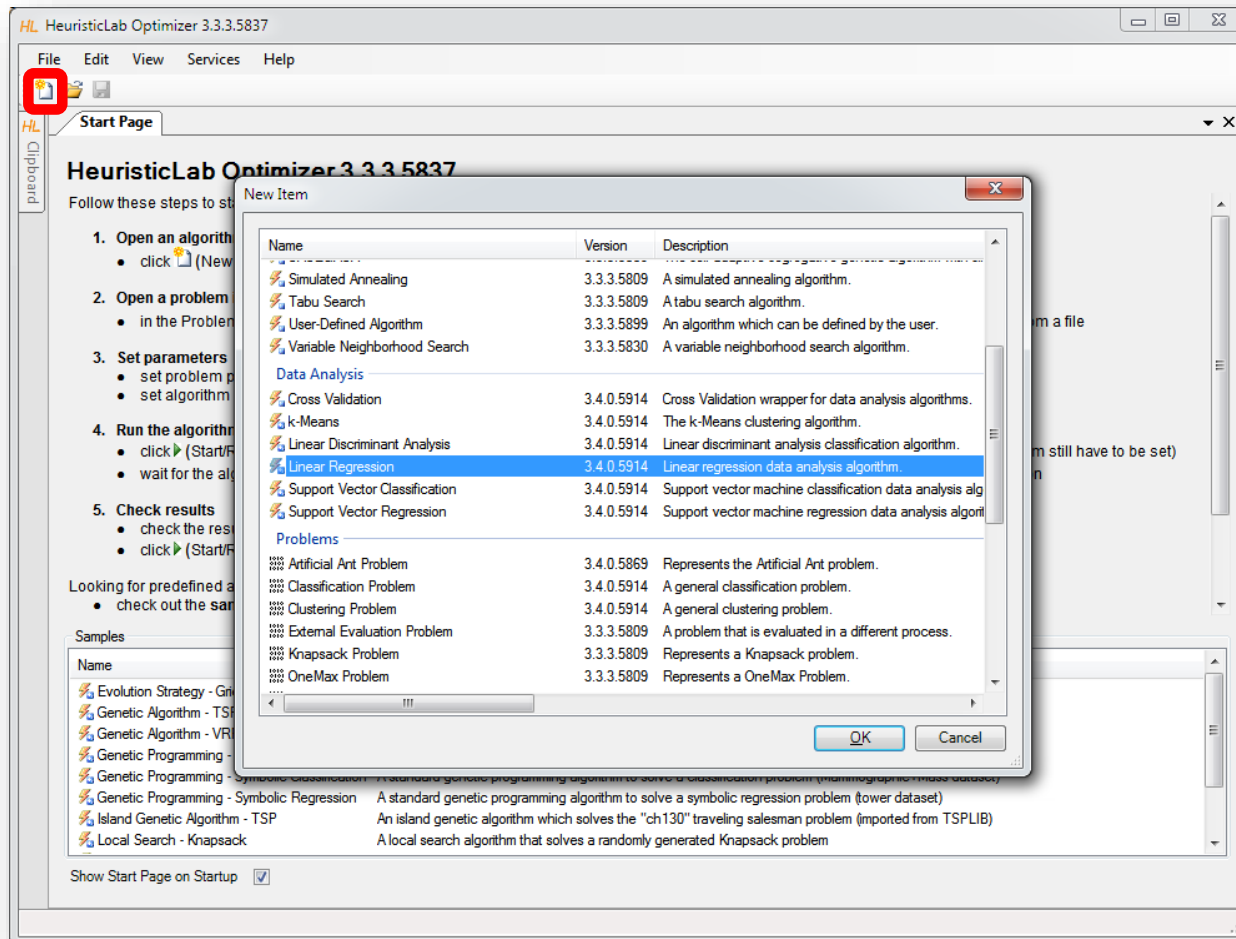 HL HeuristicLab Optimizer 3.3.3.5837
File Edit View Services Help
HL Clipboard
Start Page
HeuristicLab Optimizer 3.3.3.5837
Follow these steps to st
1. Open an algorith
• click (New
2. Open a problem
• in the Problem
om a file
3. Set parameters
• set problem p
• set algorithm
4. Run the algorithm
• click (Start/R
m still have to be set)
• wait for the alg
n
5. Check results
• check the resu
• click (Start/R
Looking for predefined a
• check out the sam
New Item
Name Version Description
Simulated Annealing 3.3.3.5809 A simulated annealing algorithm.
Tabu Search 3.3.3.5809 A tabu search algorithm.
User-Defined Algorithm 3.3.3.5899 An algorithm which can be defined by the user.
Variable Neighborhood Search 3.3.3.5830 A variable neighborhood search algorithm.
Data Analysis
Cross Validation 3.4.0.5914 Cross Validation wrapper for data analysis algorithms.
k-Means 3.4.0.5914 The k-Means clustering algorithm.
Linear Discriminant Analysis 3.4.0.5914 Linear discriminant analysis classification algorithm.
Linear Regression 3.4.0.5914 Linear regression data analysis algorithm.
Support Vector Classification 3.4.0.5914 Support vector machine classification data analysis alg
Support Vector Regression 3.4.0.5914 Support vector machine regression data analysis algorit
Problems
Artificial Ant Problem 3.4.0.5869 Represents the Artificial Ant problem.
Classification Problem 3.4.0.5914 A general classification problem.
Clustering Problem 3.4.0.5914 A general clustering problem.
External Evaluation Problem 3.3.3.5809 A problem that is evaluated in a different process.
Knapsack Problem 3.3.3.5809 Represents a Knapsack problem.
OneMax Problem 3.3.3.5809 Represents a OneMax Problem.
OK Cancel
Samples
Name
Evolution Strategy - Grie
Genetic Algorithm - TSP
Genetic Algorithm - VRP
Genetic Programming -
Genetic Programming - Symbolic Classification A standard genetic programming algorithm to solve a classification problem (Mammographic Mass dataset)
Genetic Programming - Symbolic Regression A standard genetic programming algorithm to solve a symbolic regression problem (tower dataset)
Island Genetic Algorithm - TSP An island genetic algorithm which solves the "ch130" traveling salesman problem (imported from TSPLIB)
Local Search - Knapsack A local search algorithm that solves a randomly generated Knapsack problem
Show Start Page on Startup